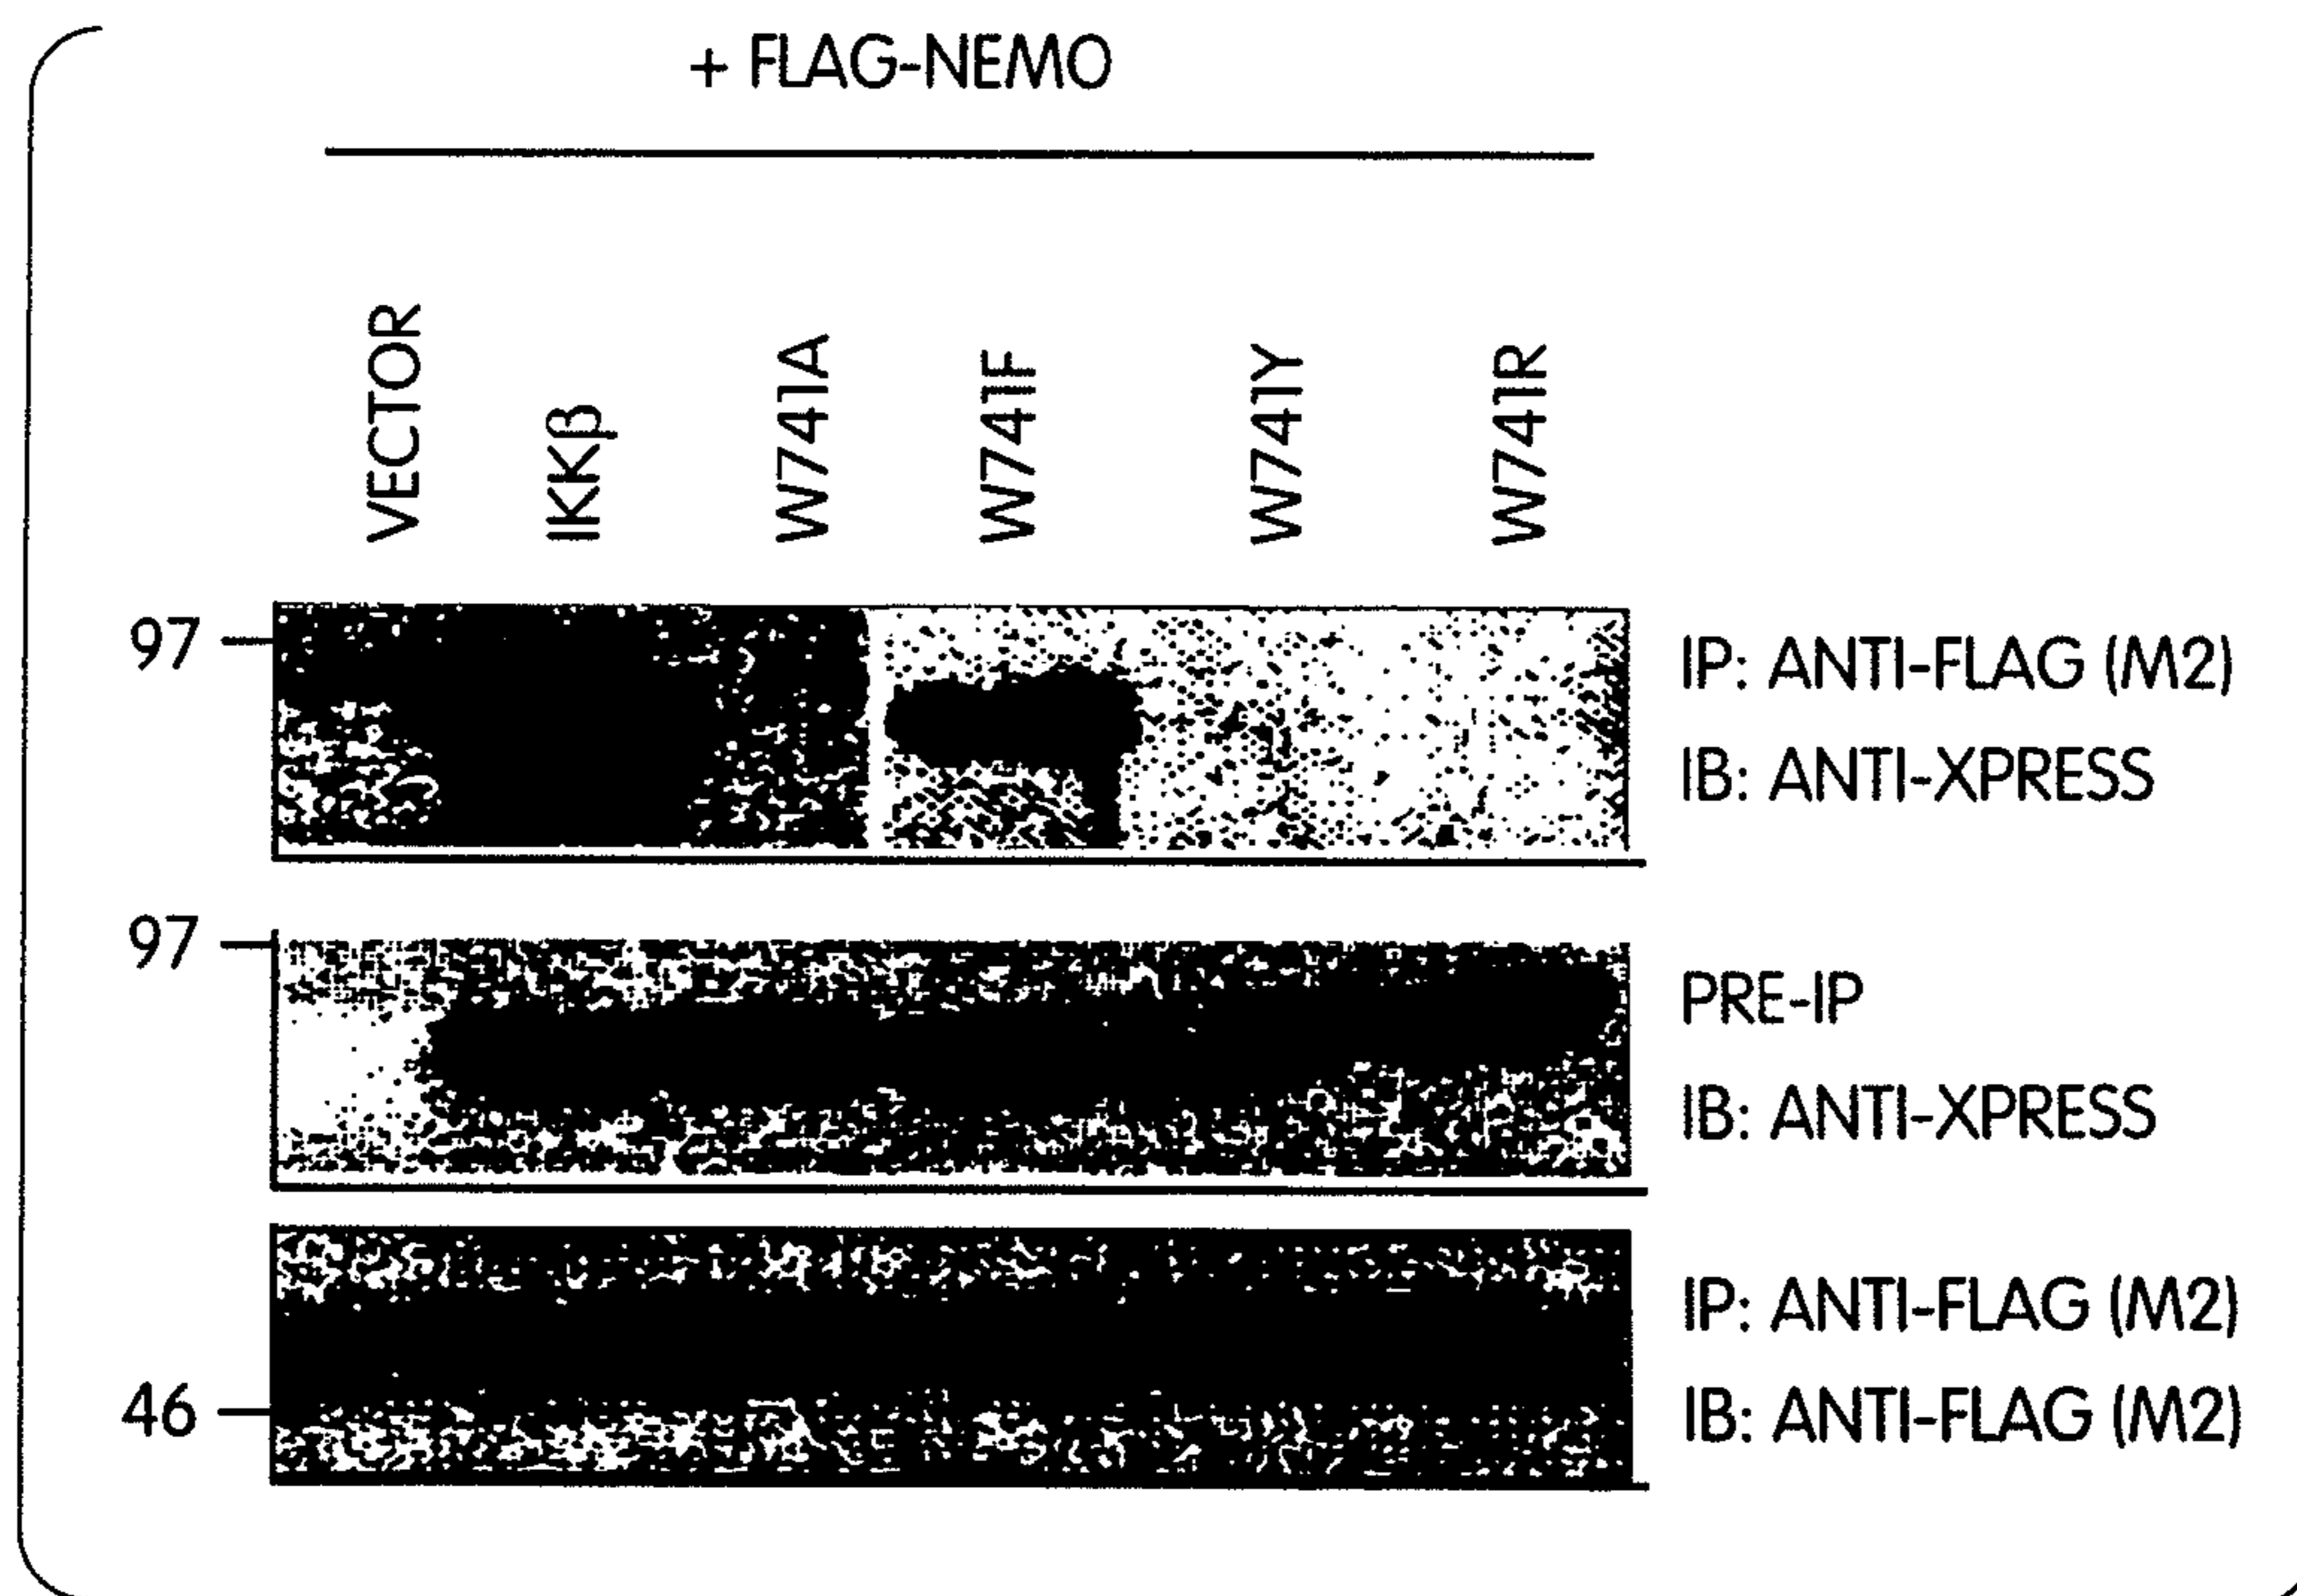 + FLAG-NEMO
VECTOR
IKKβ
W741A
W741F
W741Y
W741R
97
IP: ANTI-FLAG (M2)
IB: ANTI-XPRESS
97
PRE-IP
IB: ANTI-XPRESS
IP: ANTI-FLAG (M2)
46
IB: ANTI-FLAG (M2)